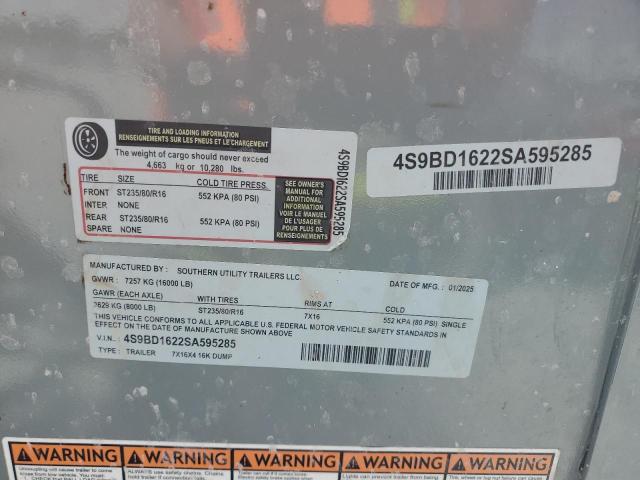 TIRE AND LOADING INFORMATION
RENSEIGNEMENTS SUR LES PNEUS ET LE CHARGEMENT
The weight of cargo should never exceed
4,663 kg or 10,280 lbs.
TIRE SIZE COLD TIRE PRESS.
FRONT ST235/80/R16 552 KPA (80 PSI)
INTER NONE
REAR ST235/80/R16 552 KPA (80 PSI)
SPARE NONE
SEE OWNER'S
MANUAL FOR
ADDITIONAL
INFORMATION
VOIR LE MANUEL
DE L'USAGER
POUR PLUS DE
RENSEIGNEMENTS
4S9BD1622SA595285
4S9BD1622SA595285
MANUFACTURED BY: SOUTHERN UTILITY TRAILERS LLC. DATE OF MFG.: 01/2025
GVWR: 7257 KG (16000 LB)
GAWR (EACH AXLE) WITH TIRES RIMS AT COLD
3629 KG (8000 LB) ST235/80/R16 7X16 552 KPA (80 PSI) SINGLE
THIS VEHICLE CONFORMS TO ALL APPLICABLE U.S. FEDERAL MOTOR VEHICLE SAFETY STANDARDS IN
EFFECT ON THE DATE OF MANUFACTURE SHOWN ABOVE
V.I.N.: 4S9BD1622SA595285
TYPE: TRAILER 7X16X4 16K DUMP
WARNING WARNING WARNING WARNING WARNING